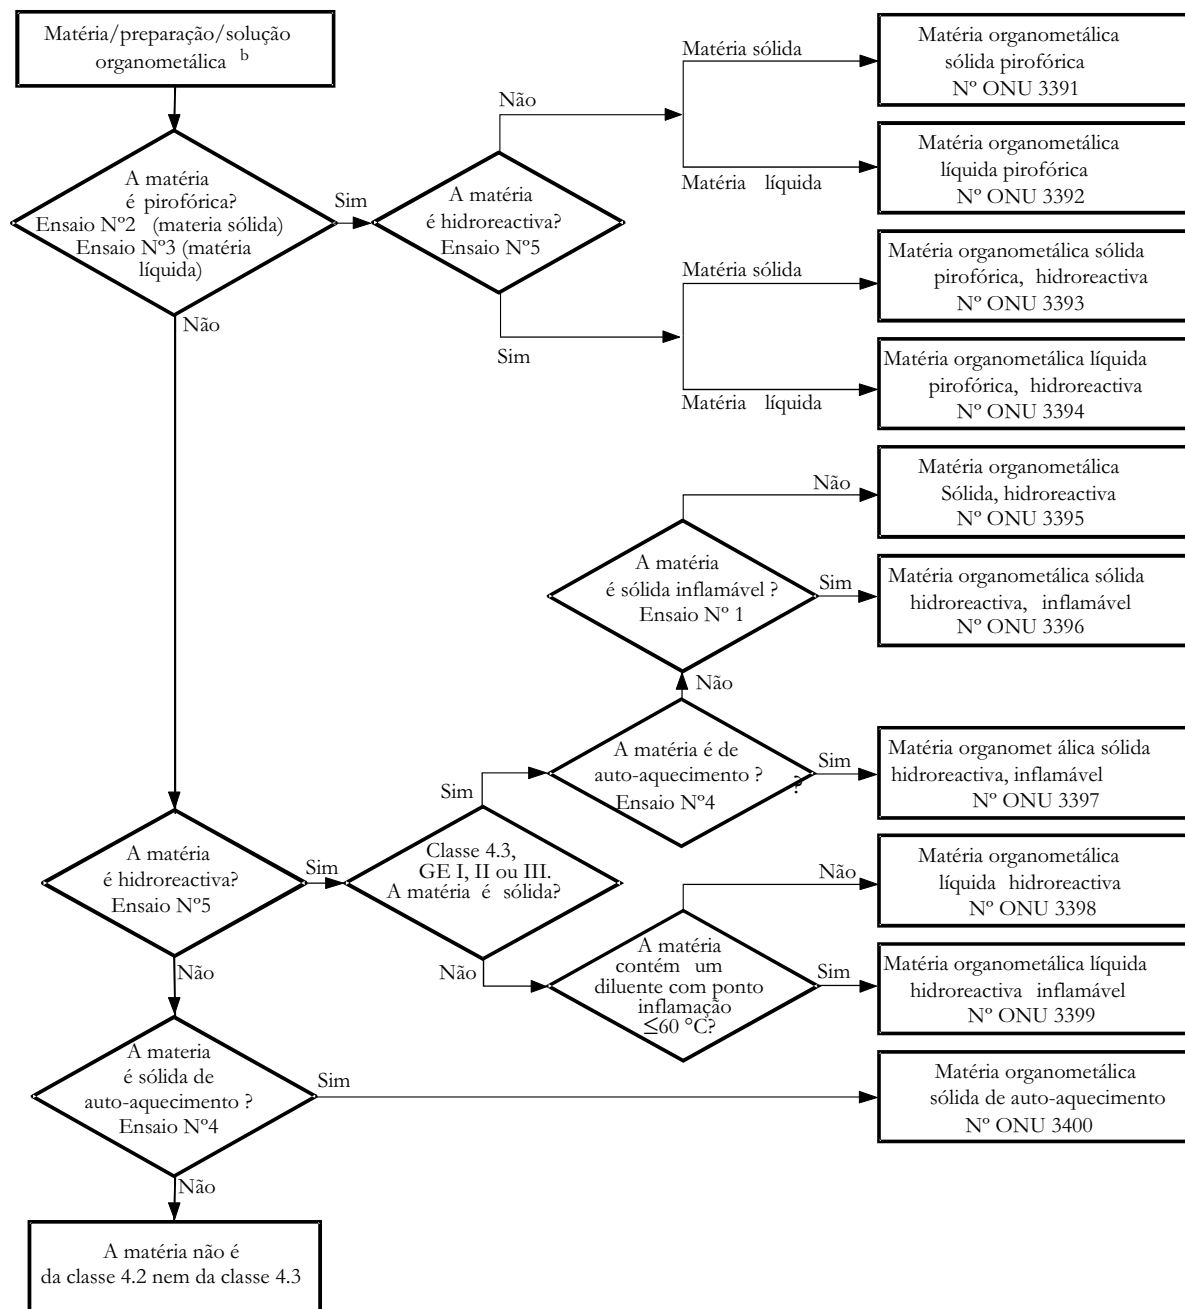 Matéria/preparação/solução
organometálica b
A matéria
é pirofórica?
Ensaio Nº2 (materia sólida)
Ensaio Nº3 (matéria
líquida)
Sim
Não
A matéria
é hidroreactiva?
Ensaio Nº5
Não
Sim
Matéria sólida
Matéria líquida
Matéria sólida
Matéria líquida
Matéria organometálica
sólida pirofórica
Nº ONU 3391
Matéria organometálica
líquida pirofórica
Nº ONU 3392
Matéria organometálica sólida
pirofórica, hidroreactiva
Nº ONU 3393
Matéria organometálica líquida
pirofórica, hidroreactiva
Nº ONU 3394
Matéria organometálica
Sólida, hidroreactiva
Nº ONU 3395
Não
A matéria
é sólida inflamável ?
Ensaio Nº 1
Sim
Matéria organometálica sólida
hidroreactiva, inflamável
Nº ONU 3396
Não
A matéria é de
auto-aquecimento ?
Ensaio Nº4
?
Sim
Matéria organomet álica sólida
hidroreactiva, inflamável
Nº ONU 3397
A matéria
é hidroreactiva?
Ensaio Nº5
Sim
Não
Classe 4.3,
GE I, II ou III.
A matéria é sólida?
Sim
Não
Não
A matéria
contém um
diluente com ponto
inflamação
≤60 °C?
Sim
Matéria organometálica
líquida hidroreactiva
Nº ONU 3398
Matéria organometálica líquida
hidroreactiva inflamável
Nº ONU 3399
A materia
é sólida de
auto-aquecimento ?
Ensaio Nº4
Sim
Matéria organometálica
sólida de auto-aquecimento
Nº ONU 3400
Não
A matéria não é
da classe 4.2 nem da classe 4.3